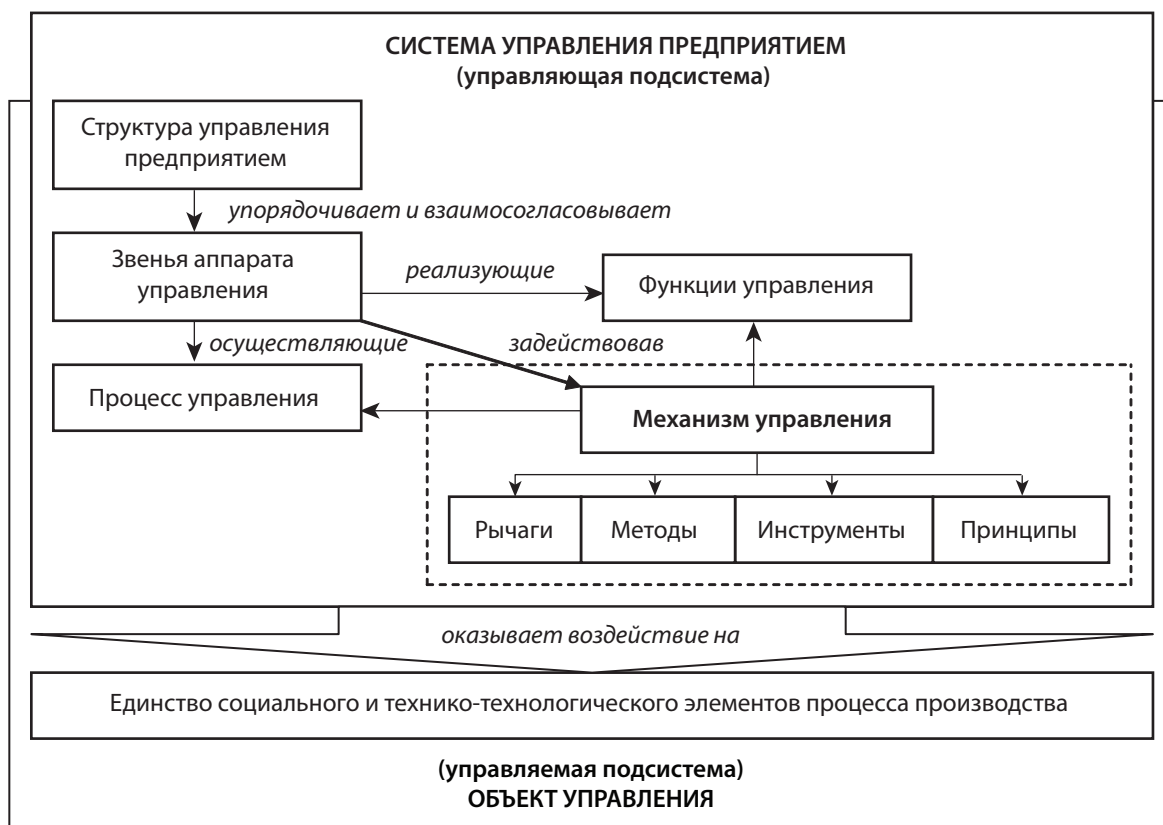 СИСТЕМА УПРАВЛЕНИЯ ПРЕДПРИЯТИЕМ
(управляющая подсистема)
Структура управления
предприятием
упорядочивает и взаимосогласовывает
Звенья аппарата
управления
реализующие
Функции управления
осуществляющие
задействовав
Процесс управления
Механизм управления
Рычаги
Методы
Инструменты
Принципы
оказывает воздействие на
Единство социального и технико-технологического элементов процесса производства
(управляемая подсистема)
ОБЪЕКТ УПРАВЛЕНИЯ